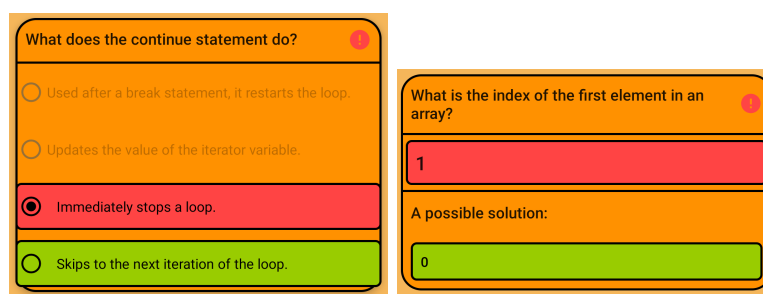 What does the continue statement do?
Used after a break statement, it restarts the loop.
Updates the value of the iterator variable.
Immediately stops a loop.
Skips to the next iteration of the loop.
What is the index of the first element in an
array?
1
A possible solution:
0